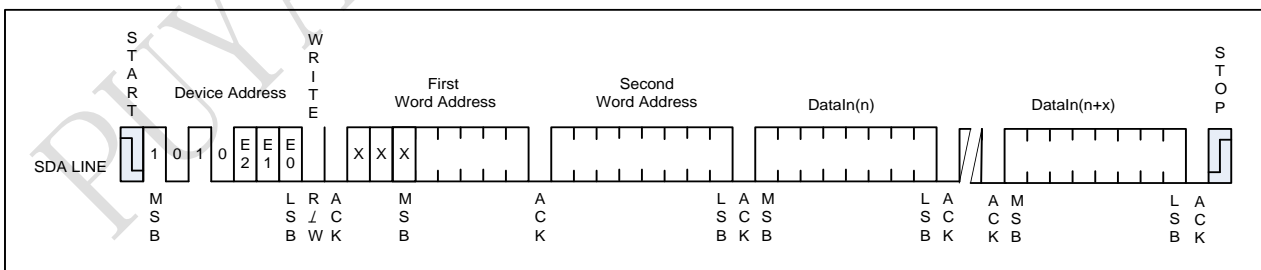 PUYA
START
WRITE
STOP
Device Address
First
Word Address
Second
Word Address
DataIn(n)
DataIn(n+x)
SDA LINE
1 0 1 0 E2 E1 E0
X X X
MSB
LSB
R/W
ACK
MSB
ACK
LSB
ACK
MSB
LSB
ACK
ACK
MSB
LSB
ACK